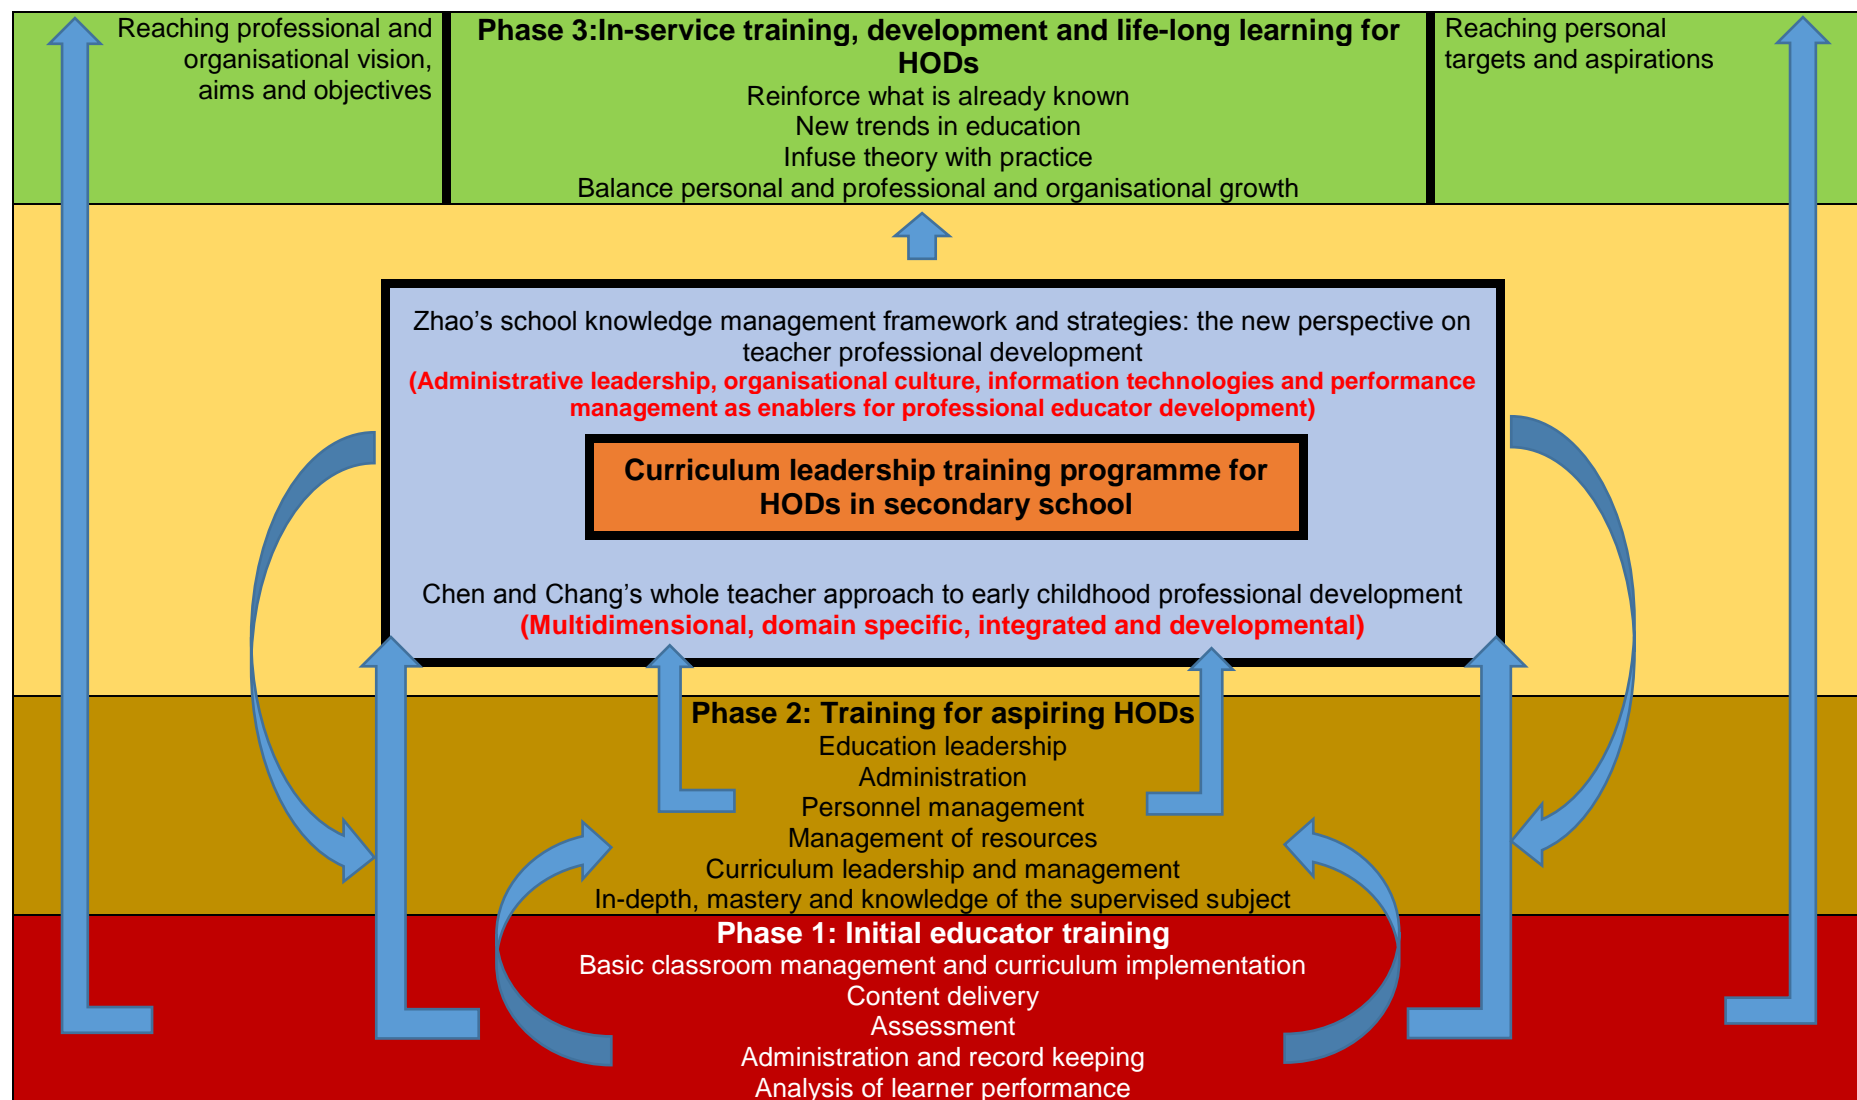 Reaching professional and
organisational vision,
aims and objectives
Phase 3:In-service training, development and life-long learning for
HODs
Reinforce what is already known
New trends in education
Infuse theory with practice
Balance personal and professional and organisational growth
Reaching personal
targets and aspirations
Zhao's school knowledge management framework and strategies: the new perspective on
teacher professional development
(Administrative leadership, organisational culture, information technologies and performance
management as enablers for professional educator development)
Curriculum leadership training programme for
HODs in secondary school
Chen and Chang's whole teacher approach to early childhood professional development
(Multidimensional, domain specific, integrated and developmental)
Phase 2: Training for aspiring HODs
Education leadership
Administration
Personnel management
Management of resources
Curriculum leadership and management
In-depth, mastery and knowledge of the supervised subject
Phase 1: Initial educator training
Basic classroom management and curriculum implementation
Content delivery
Assessment
Administration and record keeping
Analysis of learner performance